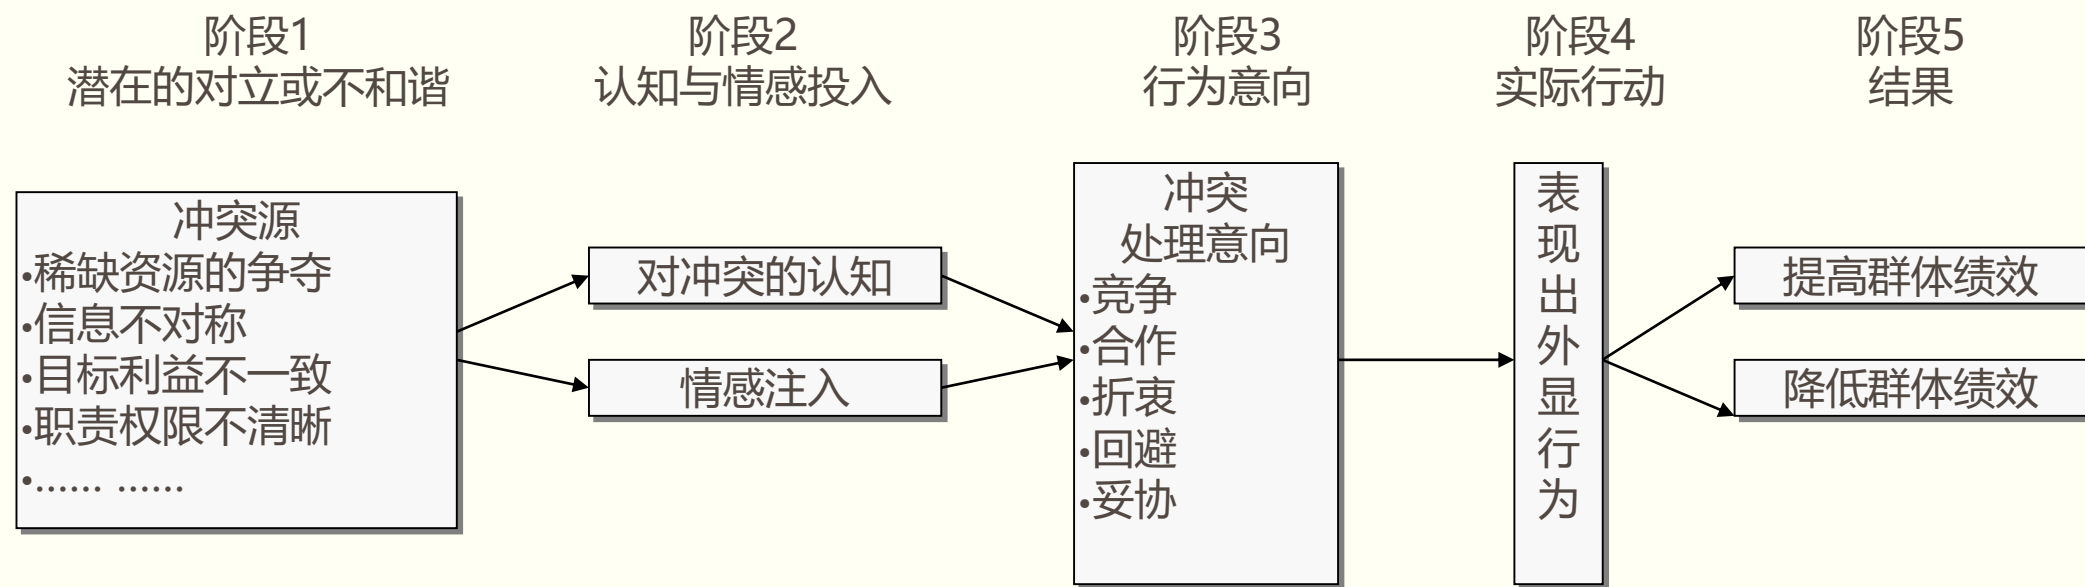 阶段1
潜在的对立或不和谐
阶段2
认知与情感投入
阶段3
行为意向
阶段4
实际行动
阶段5
结果
冲突源
•稀缺资源的争夺
•信息不对称
•目标利益不一致
•职责权限不清晰
•…… ……
对冲突的认知
情感注入
冲突
处理意向
•竞争
•合作
•折衷
•回避
•妥协
表现出外显行为
提高群体绩效
降低群体绩效